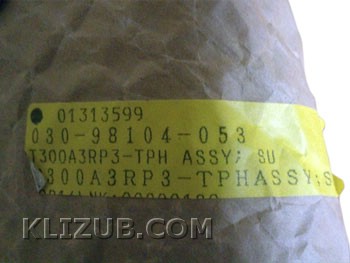 01313599
030-98104-053
T300A3RP3-TPH ASSY; SU
300A3RP3-TPHASSY;S
KLIZUB.COM